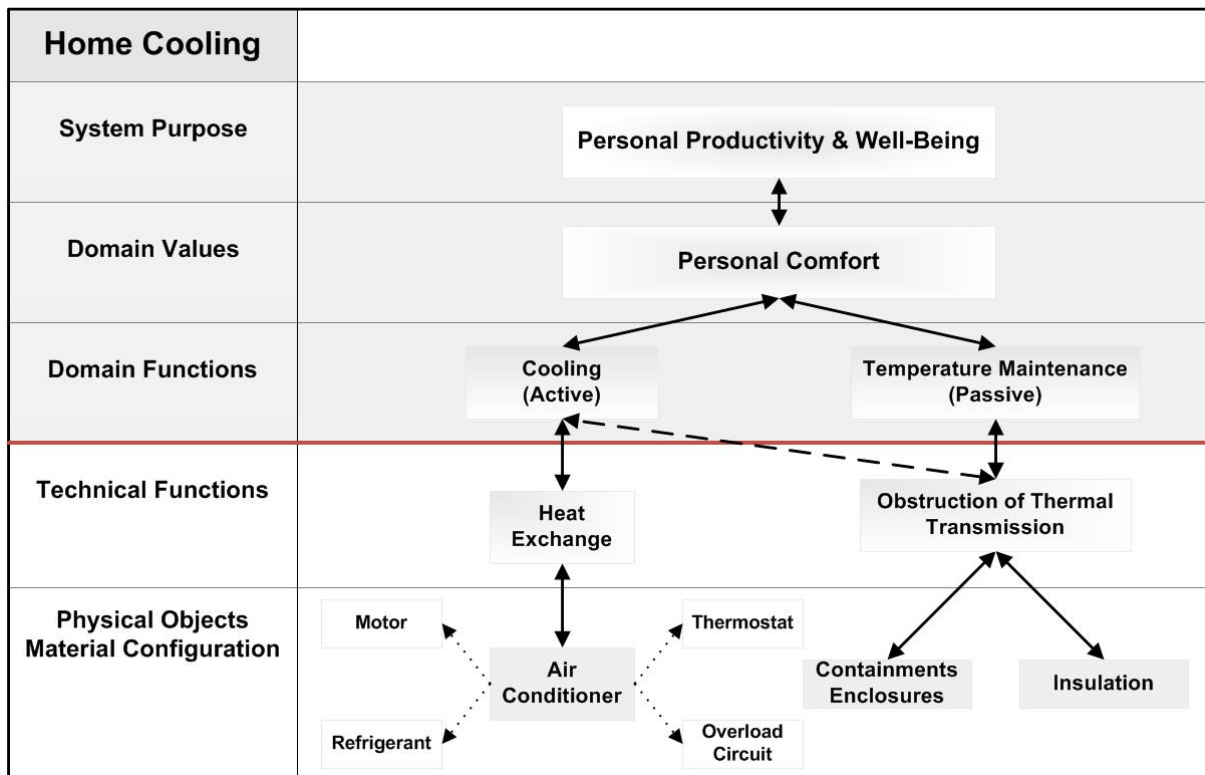 Home Cooling
System Purpose
Personal Productivity & Well-Being
Domain Values
Personal Comfort
Domain Functions
Cooling
(Active)
Temperature Maintenance
(Passive)
Technical Functions
Heat
Exchange
Obstruction of Thermal
Transmission
Physical Objects
Material Configuration
Motor
Thermostat
Air
Conditioner
Refrigerant
Overload
Circuit
Containments
Enclosures
Insulation